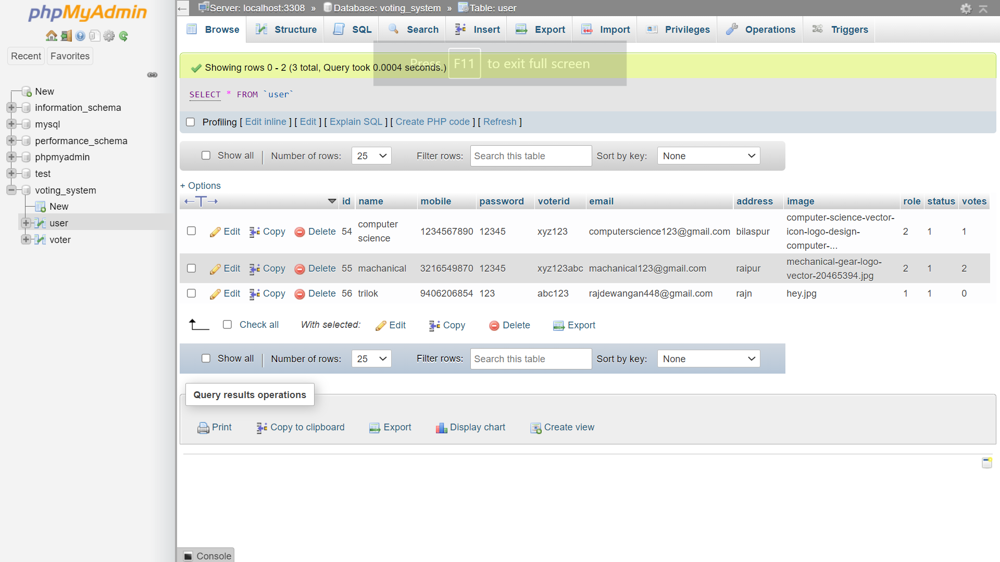 phpMyAdmin
Recent Favorites
New
information_schema
mysql
performance_schema
phpmyadmin
test
voting_system
New
user
voter
Server: localhost:3308 » Database: voting_system » Table: user
Browse Structure SQL Search Insert Export Import Privileges Operations Triggers
Showing rows 0 - 2 (3 total, Query took 0.0004 seconds.)
Press F11 to exit full screen
SELECT * FROM `user`
Profiling [ Edit inline ] [ Edit ] [ Explain SQL ] [ Create PHP code ] [ Refresh ]
Show all Number of rows: 25 Filter rows: Search this table Sort by key: None
+ Options
←T→ id name mobile password voterid email address image role status votes
Edit Copy Delete 54 computer science 1234567890 12345 xyz123 computerscience123@gmail.com bilaspur computer-science-vector-icon-logo-design-computer-... 2 1 1
Edit Copy Delete 55 machanical 3216549870 12345 xyz123abc machanical123@gmail.com raipur mechanical-gear-logo-vector-20465394.jpg 2 1 2
Edit Copy Delete 56 trilok 9406206854 123 abc123 rajdewangan448@gmail.com rajn hey.jpg 1 1 0
Check all With selected: Edit Copy Delete Export
Show all Number of rows: 25 Filter rows: Search this table Sort by key: None
Query results operations
Print Copy to clipboard Export Display chart Create view
Console